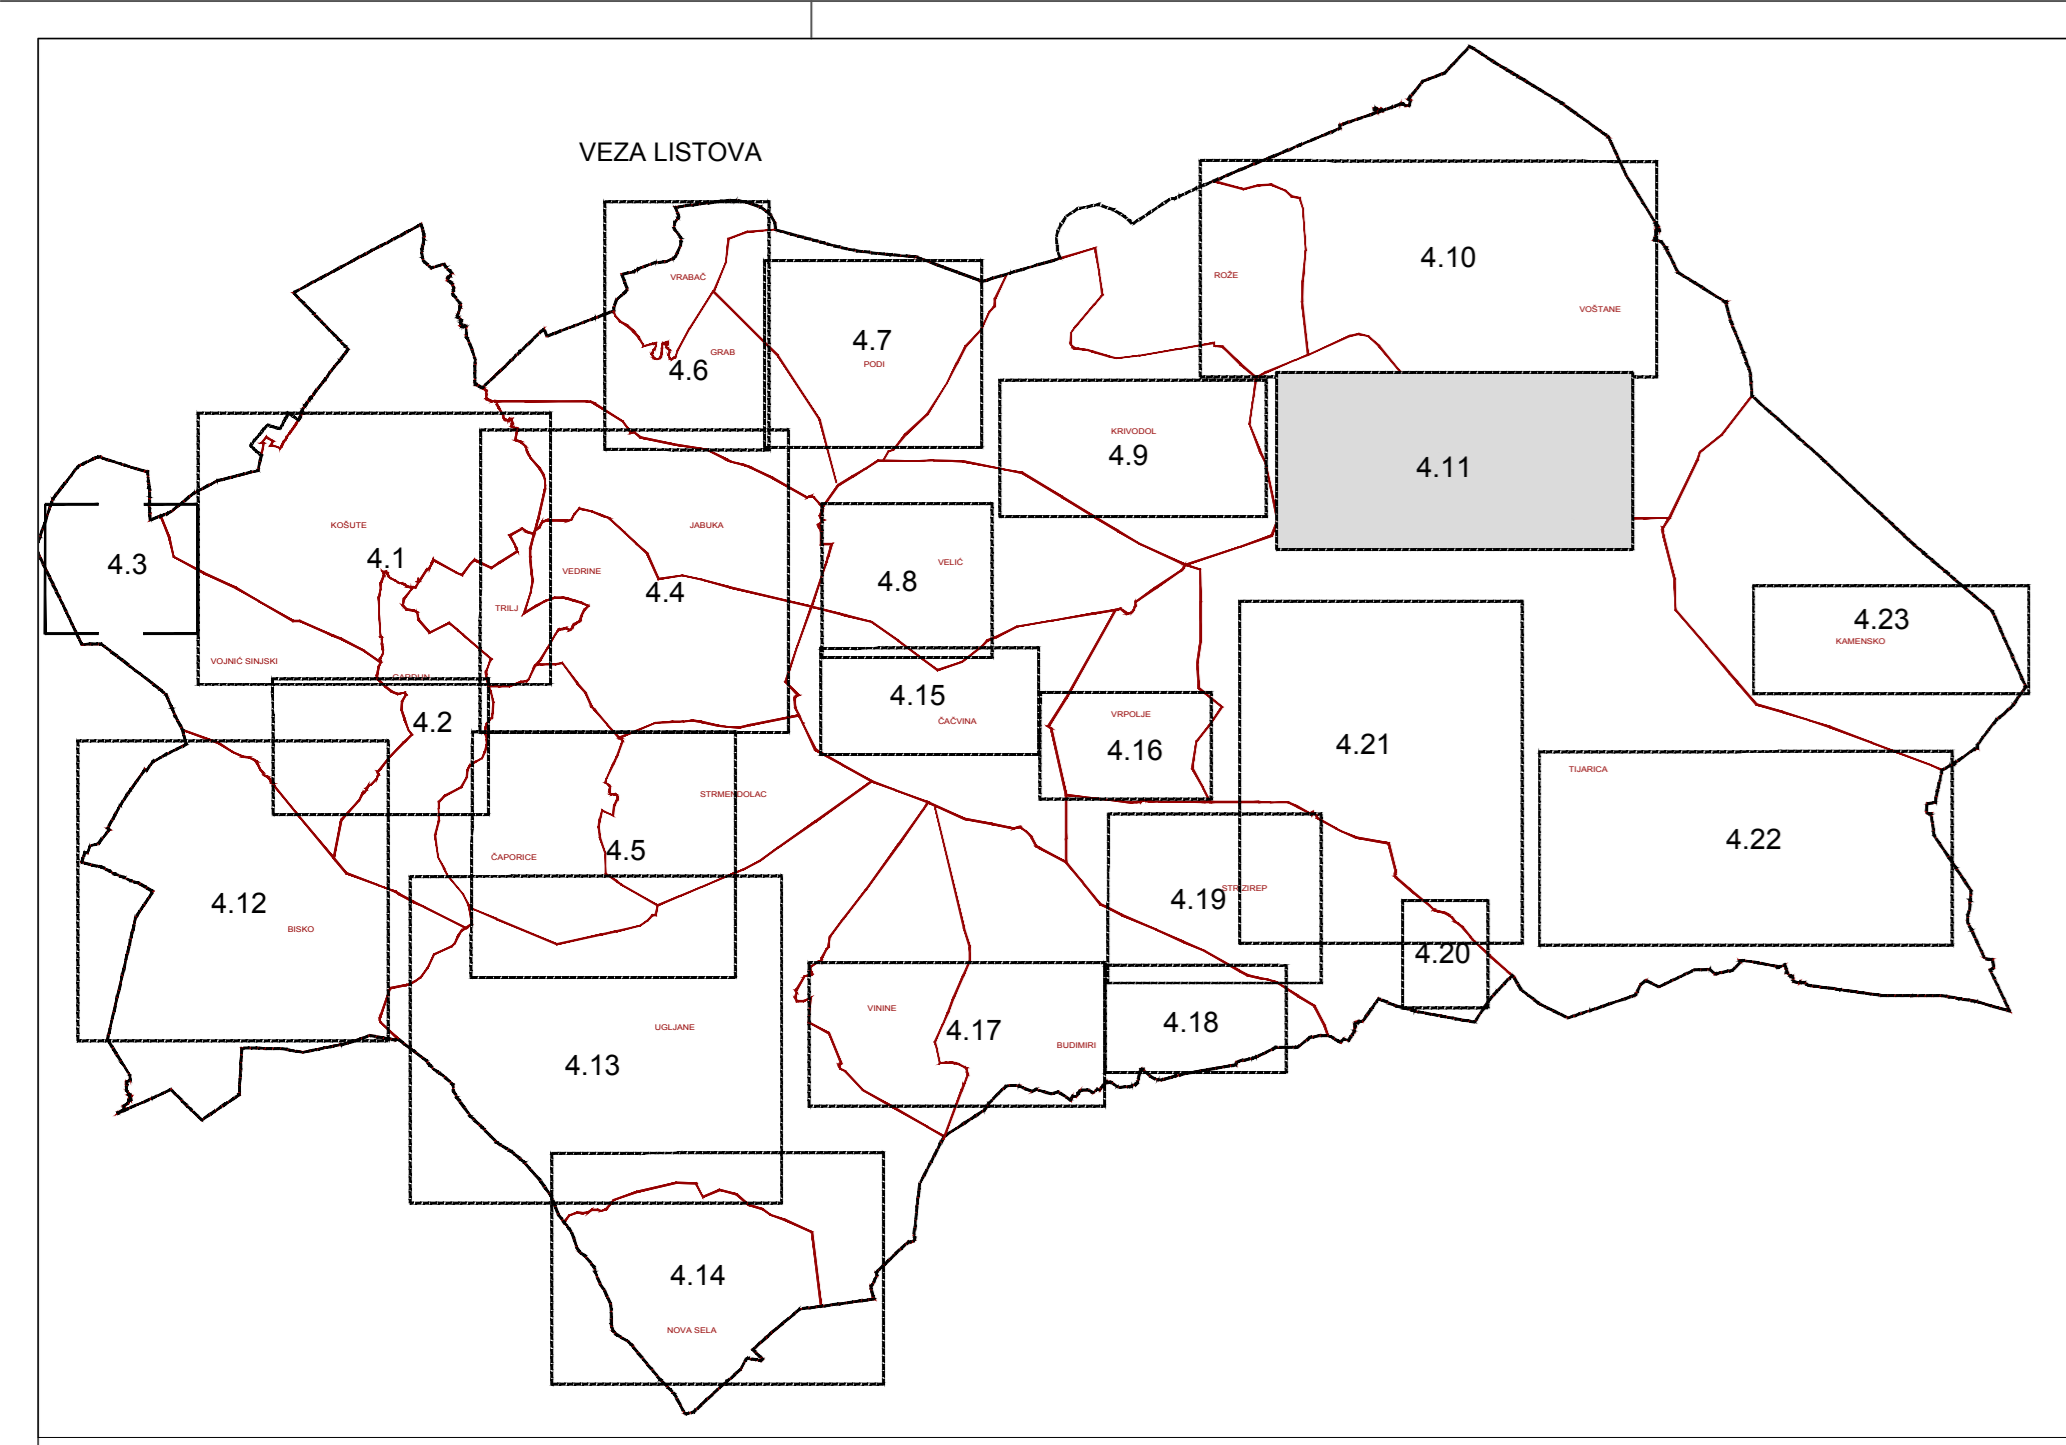 VEZA LISTOVA
4.10
VRABAČ
ROŽE
VOŠTANE
4.7
GRAB
PODI
4.6
KRIVODOL
4.9
4.11
KOŠUTE
JABUKA
4.1
4.3
VEDRINE
VELIĆ
4.8
4.4
TRILJ
4.23
KAMENSKO
VOJNIĆ SINJSKI
GARDUN
4.15
4.2
ČAČVINA
VRPOLJE
4.16
4.21
TIJARICA
STRMENDOLAC
4.22
4.5
ČAPORICE
STRIZIREP
4.19
4.12
BISKO
4.20
VININE
4.18
UGLJANE
4.17
BUDIMIRI
4.13
4.14
NOVA SELA